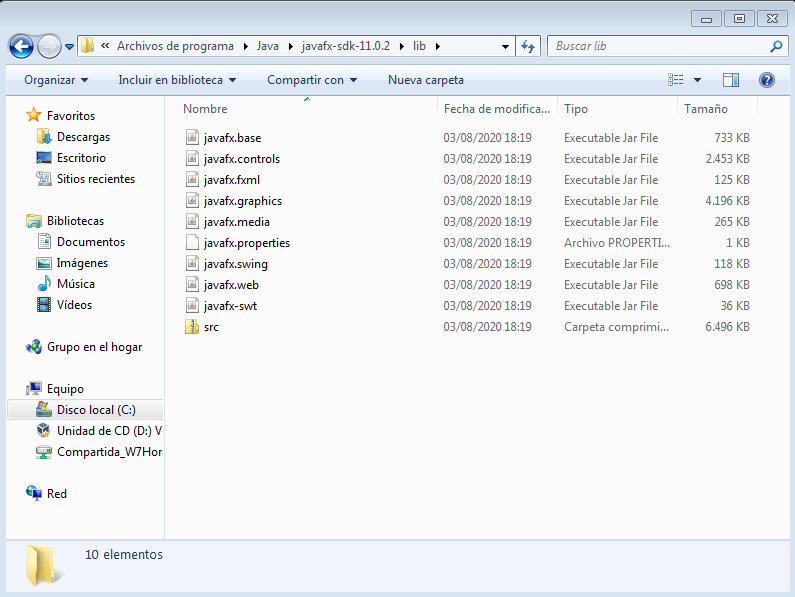 « Archivos de programa Java javafx-sdk-11.0.2 lib Buscar lib
Organizar Incluir en biblioteca Compartir con Nueva carpeta
Favoritos
Descargas
Escritorio
Sitios recientes
Bibliotecas
Documentos
Imágenes
Música
Vídeos
Grupo en el hogar
Equipo
Disco local (C:)
Unidad de CD (D:) V
Compartida_W7Hor
Red
Nombre Fecha de modifica... Tipo Tamaño
javafx.base 03/08/2020 18:19 Executable Jar File 733 KB
javafx.controls 03/08/2020 18:19 Executable Jar File 2.453 KB
javafx.fxml 03/08/2020 18:19 Executable Jar File 125 KB
javafx.graphics 03/08/2020 18:19 Executable Jar File 4.196 KB
javafx.media 03/08/2020 18:19 Executable Jar File 265 KB
javafx.properties 03/08/2020 18:19 Archivo PROPERTI... 1 KB
javafx.swing 03/08/2020 18:19 Executable Jar File 118 KB
javafx.web 03/08/2020 18:19 Executable Jar File 698 KB
javafx-swt 03/08/2020 18:19 Executable Jar File 36 KB
src 03/08/2020 18:19 Carpeta comprimi... 6.496 KB
10 elementos